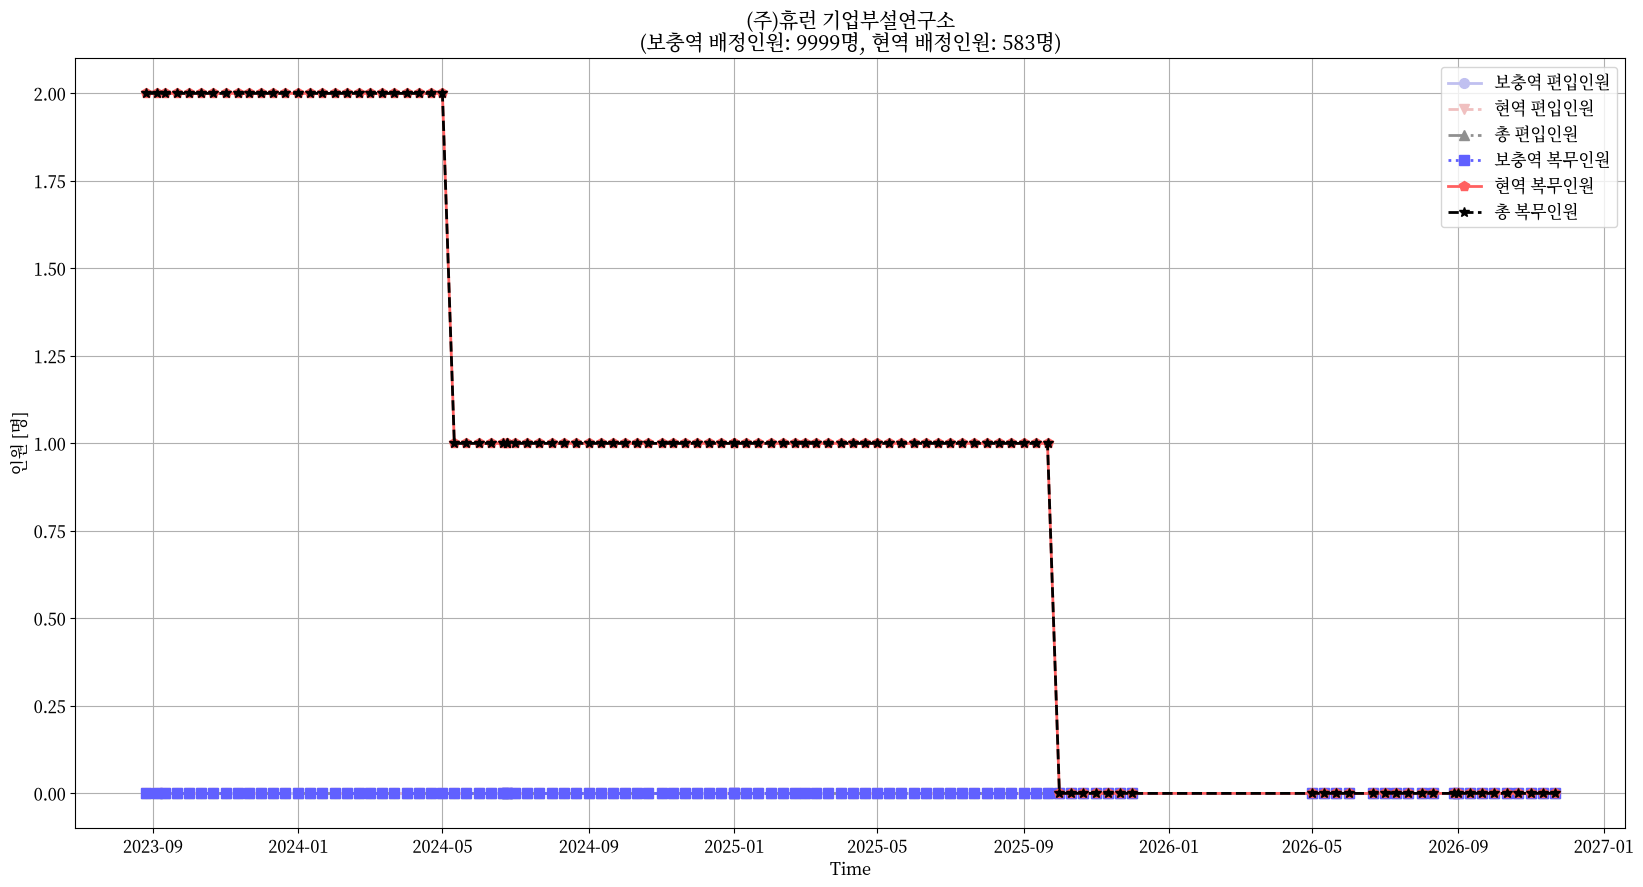 (주)휴런 기업부설연구소
(보충역 배정인원: 9999명, 현역 배정인원: 583명)
보충역 편입인원
현역 편입인원
총 편입인원
보충역 복무인원
현역 복무인원
총 복무인원
2.00
1.75
1.50
1.25
1.00
0.75
0.50
0.25
0.00
인원 [명]
2023-09
2024-01
2024-05
2024-09
2025-01
2025-05
2025-09
2026-01
2026-05
2026-09
2027-01
Time